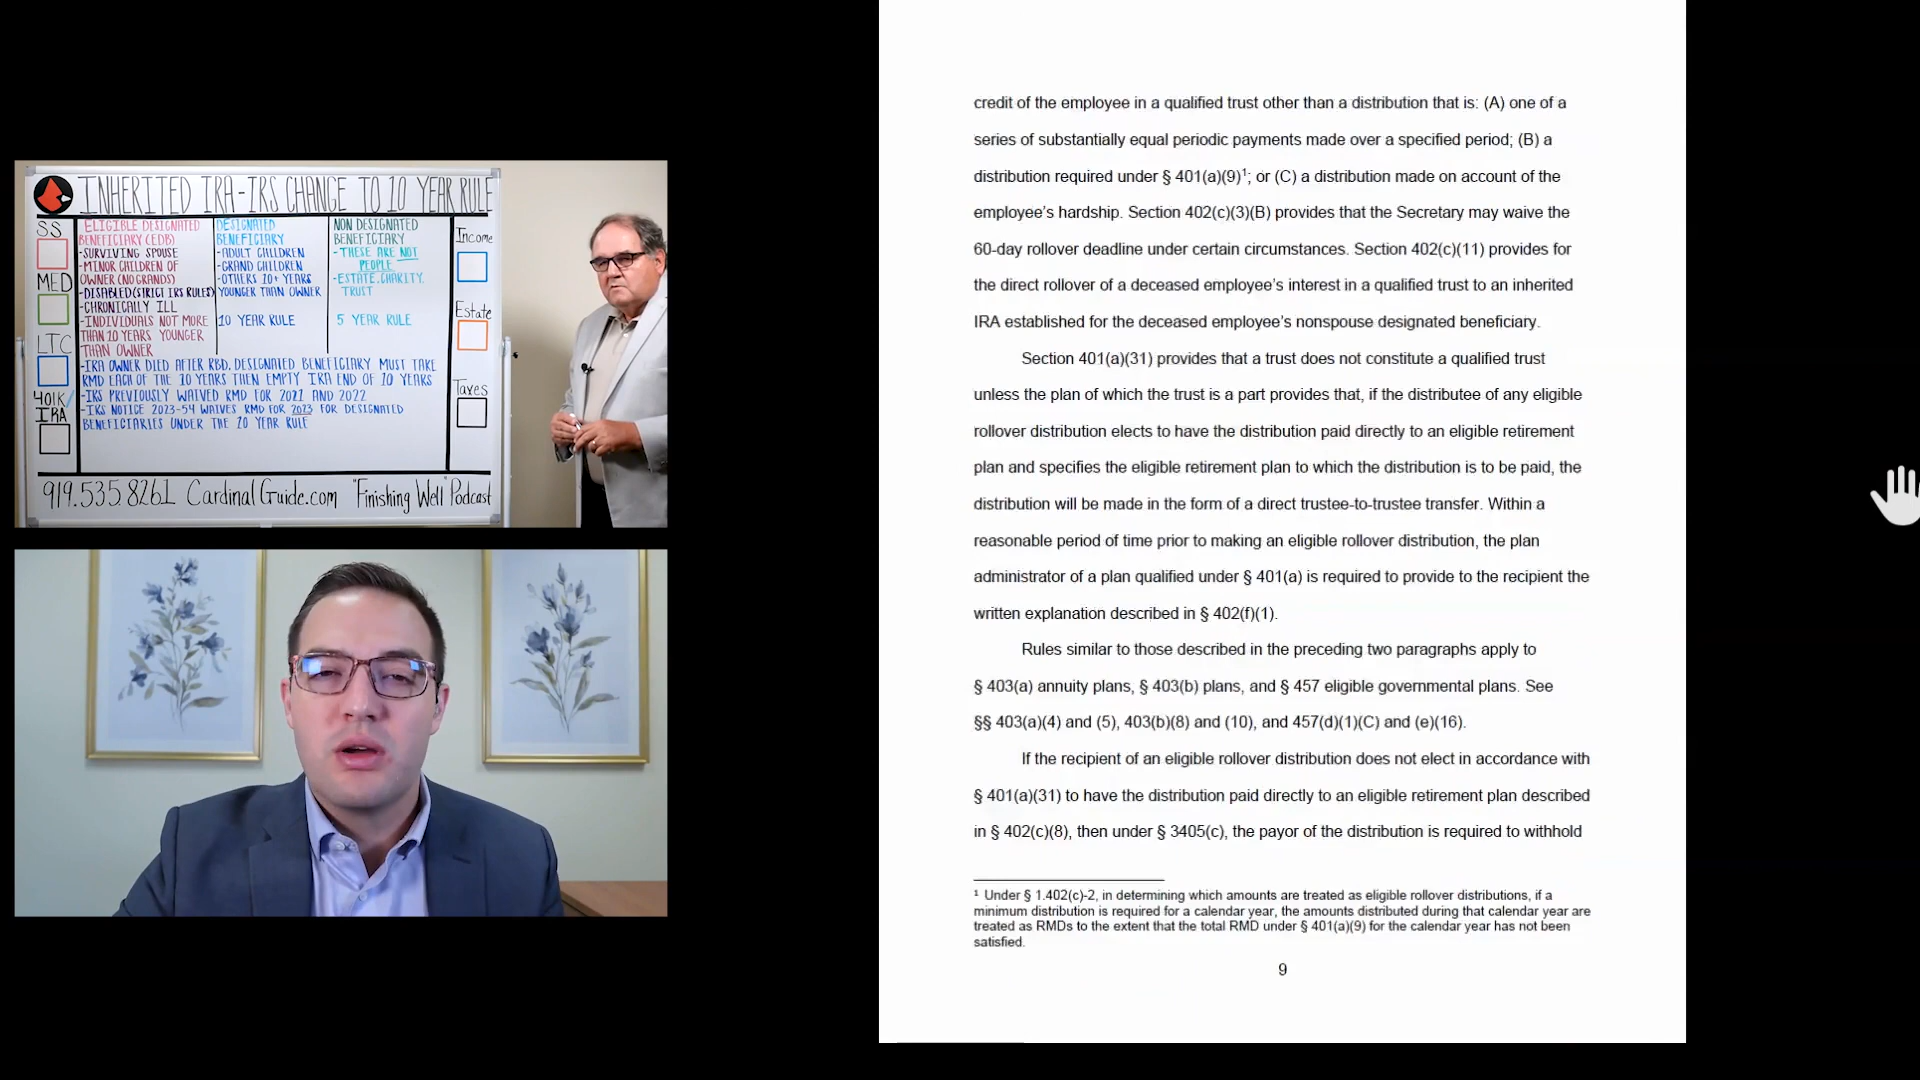 INHERITED IRA-IRS CHANGE TO 10 YEAR RULE
SS
MED
LTC
401K/
IRA
ELIGIBLE DESIGNATED
BENEFICIARY (EDB)
-SURVIVING SPOUSE
-MINOR CHILDREN OF
OWNER (NO GRANDS)
-DISABLED (STRICT IRS RULES)
-CHRONICALLY ILL
-INDIVIDUALS NOT MORE
THAN 10 YEARS YOUNGER
THAN OWNER
DESIGNATED
BENEFICIARY
-ADULT CHILDREN
-GRAND CHILDREN
-OTHERS 10+ YEARS
YOUNGER THAN OWNER
10 YEAR RULE
NON DESIGNATED
BENEFICIARY
-THESE ARE NOT
PEOPLE
-ESTATE, CHARITY,
TRUST
5 YEAR RULE
Income
Estate
Taxes
-IRA OWNER DIED AFTER RBD, DESIGNATED BENEFICIARY MUST TAKE
RMD EACH OF THE 10 YEARS THEN EMPTY IRA END OF 10 YEARS
-IRS PREVIOUSLY WAIVED RMD FOR 2021 AND 2022
-IRS NOTICE 2023-54 WAIVES RMD FOR 2023 FOR DESIGNATED
BENEFICIARIES UNDER THE 10 YEAR RULE
919.535.8261 CardinalGuide.com "Finishing Well" Podcast
credit of the employee in a qualified trust other than a distribution that is: (A) one of a
series of substantially equal periodic payments made over a specified period; (B) a
distribution required under § 401(a)(9)¹; or (C) a distribution made on account of the
employee's hardship. Section 402(c)(3)(B) provides that the Secretary may waive the
60-day rollover deadline under certain circumstances. Section 402(c)(11) provides for
the direct rollover of a deceased employee's interest in a qualified trust to an inherited
IRA established for the deceased employee's nonspouse designated beneficiary.
Section 401(a)(31) provides that a trust does not constitute a qualified trust
unless the plan of which the trust is a part provides that, if the distributee of any eligible
rollover distribution elects to have the distribution paid directly to an eligible retirement
plan and specifies the eligible retirement plan to which the distribution is to be paid, the
distribution will be made in the form of a direct trustee-to-trustee transfer. Within a
reasonable period of time prior to making an eligible rollover distribution, the plan
administrator of a plan qualified under § 401(a) is required to provide to the recipient the
written explanation described in § 402(f)(1).
Rules similar to those described in the preceding two paragraphs apply to
§ 403(a) annuity plans, § 403(b) plans, and § 457 eligible governmental plans. See
§§ 403(a)(4) and (5), 403(b)(8) and (10), and 457(d)(1)(C) and (e)(16).
If the recipient of an eligible rollover distribution does not elect in accordance with
§ 401(a)(31) to have the distribution paid directly to an eligible retirement plan described
in § 402(c)(8), then under § 3405(c), the payor of the distribution is required to withhold
¹ Under § 1.402(c)-2, in determining which amounts are treated as eligible rollover distributions, if a
minimum distribution is required for a calendar year, the amounts distributed during that calendar year are
treated as RMDs to the extent that the total RMD under § 401(a)(9) for the calendar year has not been
satisfied.
9